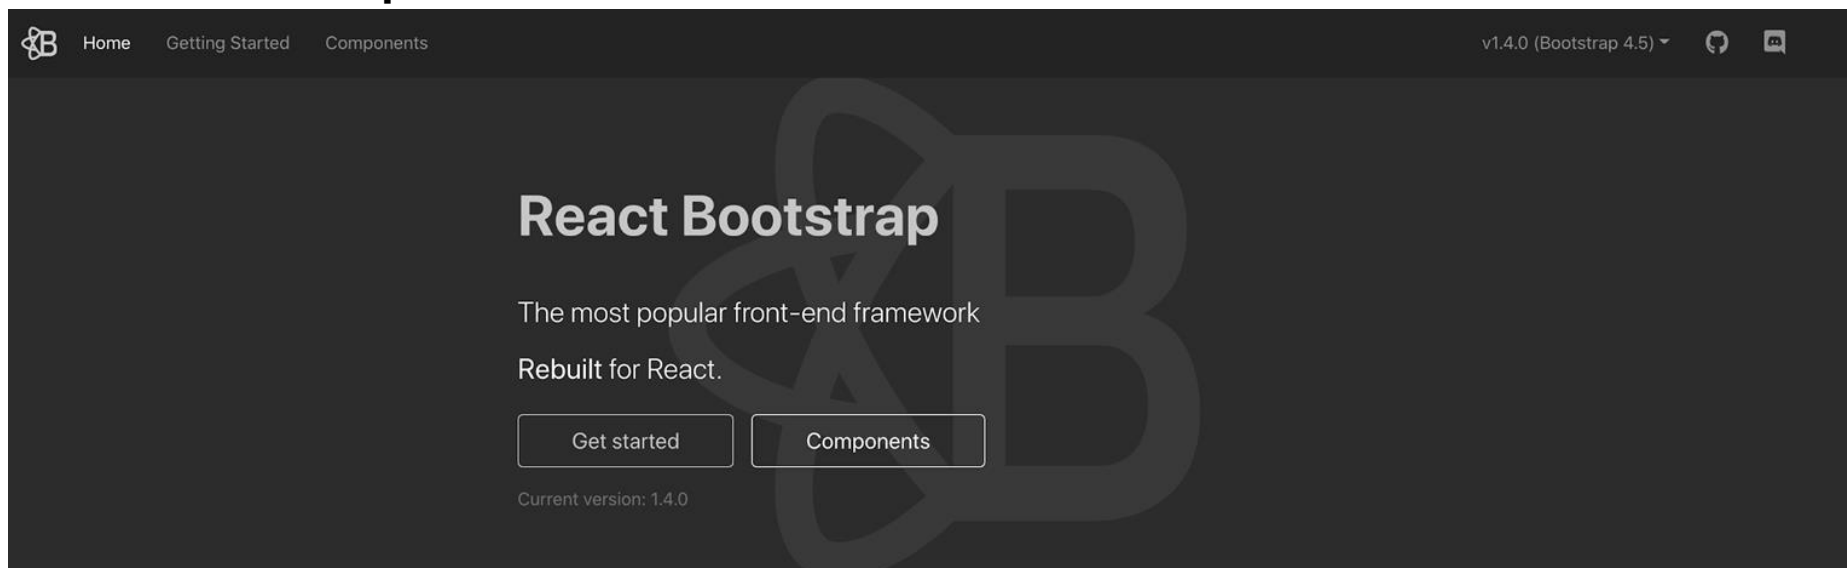 Home Getting Started Components v1.4.0 (Bootstrap 4.5)
React Bootstrap
The most popular front-end framework
Rebuilt for React.
Get started Components
Current version: 1.4.0